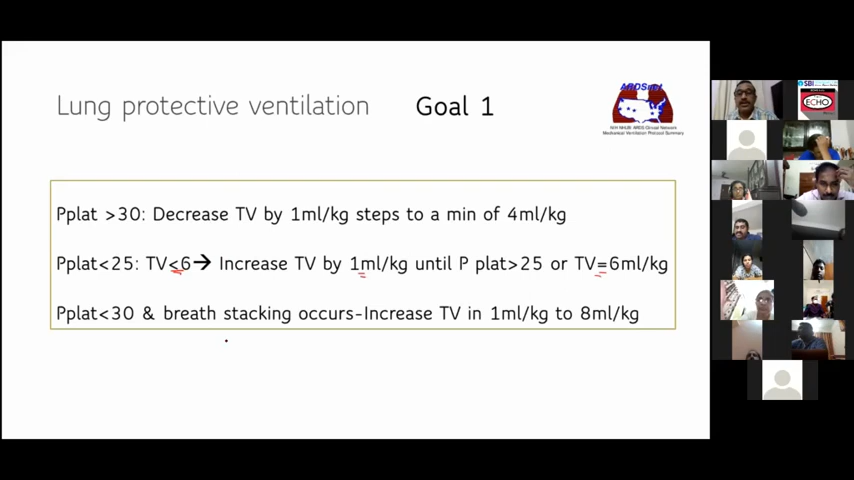 Lung protective ventilation Goal 1
ARDSnet
NIH NHLBI ARDS Clinical Network
Mechanical Ventilation Protocol Summary
Pplat >30: Decrease TV by 1ml/kg steps to a min of 4ml/kg
Pplat<25: TV<6→ Increase TV by 1ml/kg until P plat>25 or TV=6ml/kg
Pplat<30 & breath stacking occurs-Increase TV in 1ml/kg to 8ml/kg
SBI
ECHO